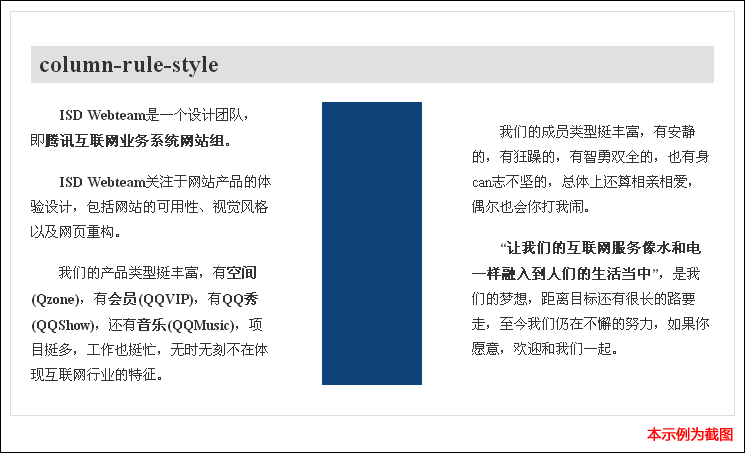 column-rule-style
ISD Webteam是一个设计团队，
即腾讯互联网业务系统网站组。
ISD Webteam关注于网站产品的体
验设计，包括网站的可用性、视觉风格
以及网页重构。
我们的产品类型挺丰富，有空间
(Qzone)，有会员(QQVIP)，有QQ秀
(QQShow)，还有音乐(QQMusic)，项
目挺多，工作也挺忙，无时无刻不在体
现互联网行业的特征。
我们的成员类型挺丰富，有安静
的，有狂躁的，有智勇双全的，也有身
can志不坚的，总体上还算相亲相爱，
偶尔也会你打我闹。
“让我们的互联网服务像水和电
一样融入到人们的生活当中”，是我
们的梦想，距离目标还有很长的路要
走，至今我们仍在不懈的努力，如果你
愿意，欢迎和我们一起。
本示例为截图